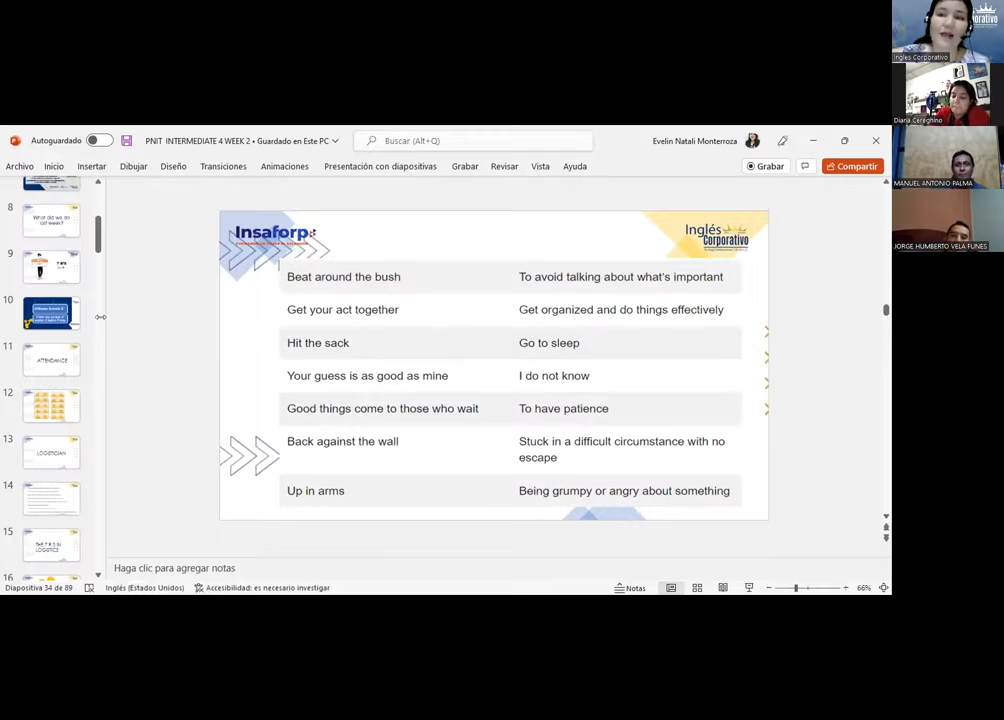 Autoguardado
PNIT INTERMEDIATE 4 WEEK 2 • Guardado en Este PC
Buscar (Alt+Q)
Evelin Natali Monterroza
Archivo Inicio Insertar Dibujar Diseño Transiciones Animaciones Presentación con diapositivas Grabar Revisar Vista Ayuda
Grabar
Compartir
8
What did we do last week?
9
10
11
ATTENDANCE
12
13
LOGISTICIAN
14
15
THE 7 R'S IN LOGISTICS
16
Insaforp
Inglés Corporativo
Beat around the bush To avoid talking about what's important
Get your act together Get organized and do things effectively
Hit the sack Go to sleep
Your guess is as good as mine I do not know
Good things come to those who wait To have patience
Back against the wall Stuck in a difficult circumstance with no
escape
Up in arms Being grumpy or angry about something
Haga clic para agregar notas
Diapositiva 34 de 89 Inglés (Estados Unidos) Accesibilidad: es necesario investigar Notas 66%
Ingles Corporativo
Diana Cereghino
MANUEL ANTONIO PALMA
JORGE HUMBERTO VELA FUNES